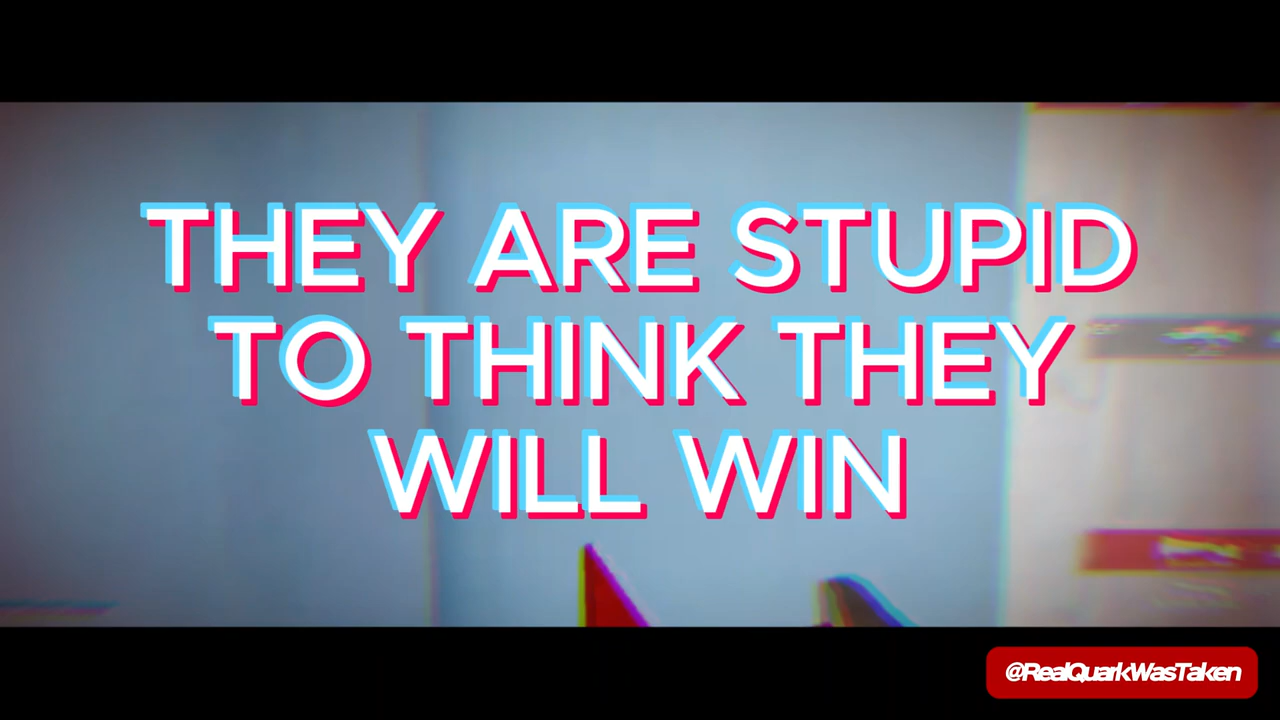 THEY ARE STUPID
TO THINK THEY
WILL WIN
@RealQuarkWasTaken